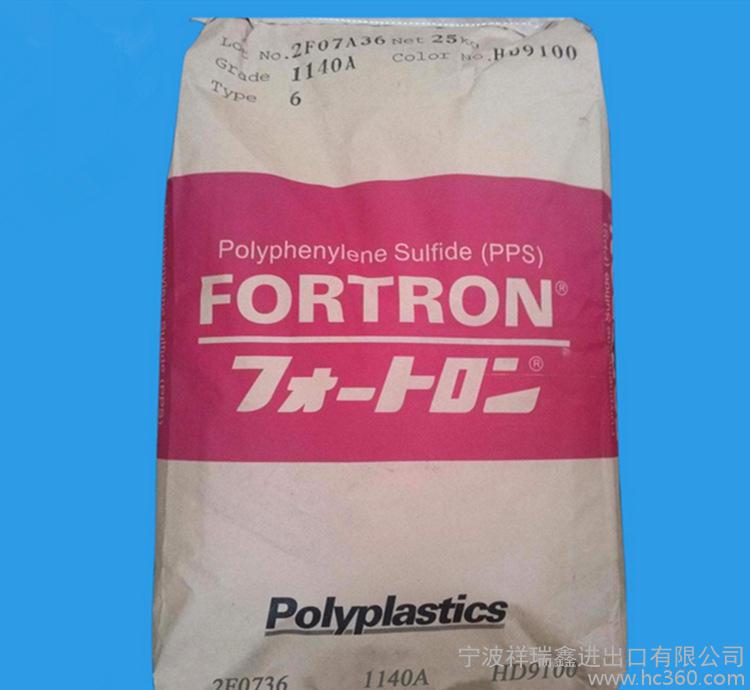 Lot No. 2F07A36 Net 25kg
Grade 1140A Color No. HD9100
Type 6
Polyphenylene Sulfide (PPS)
FORTRON®
フォートロン®
Polyplastics
2F0736 1140A HD9100
宁波祥瑞鑫进出口有限公司
www.hc360.com